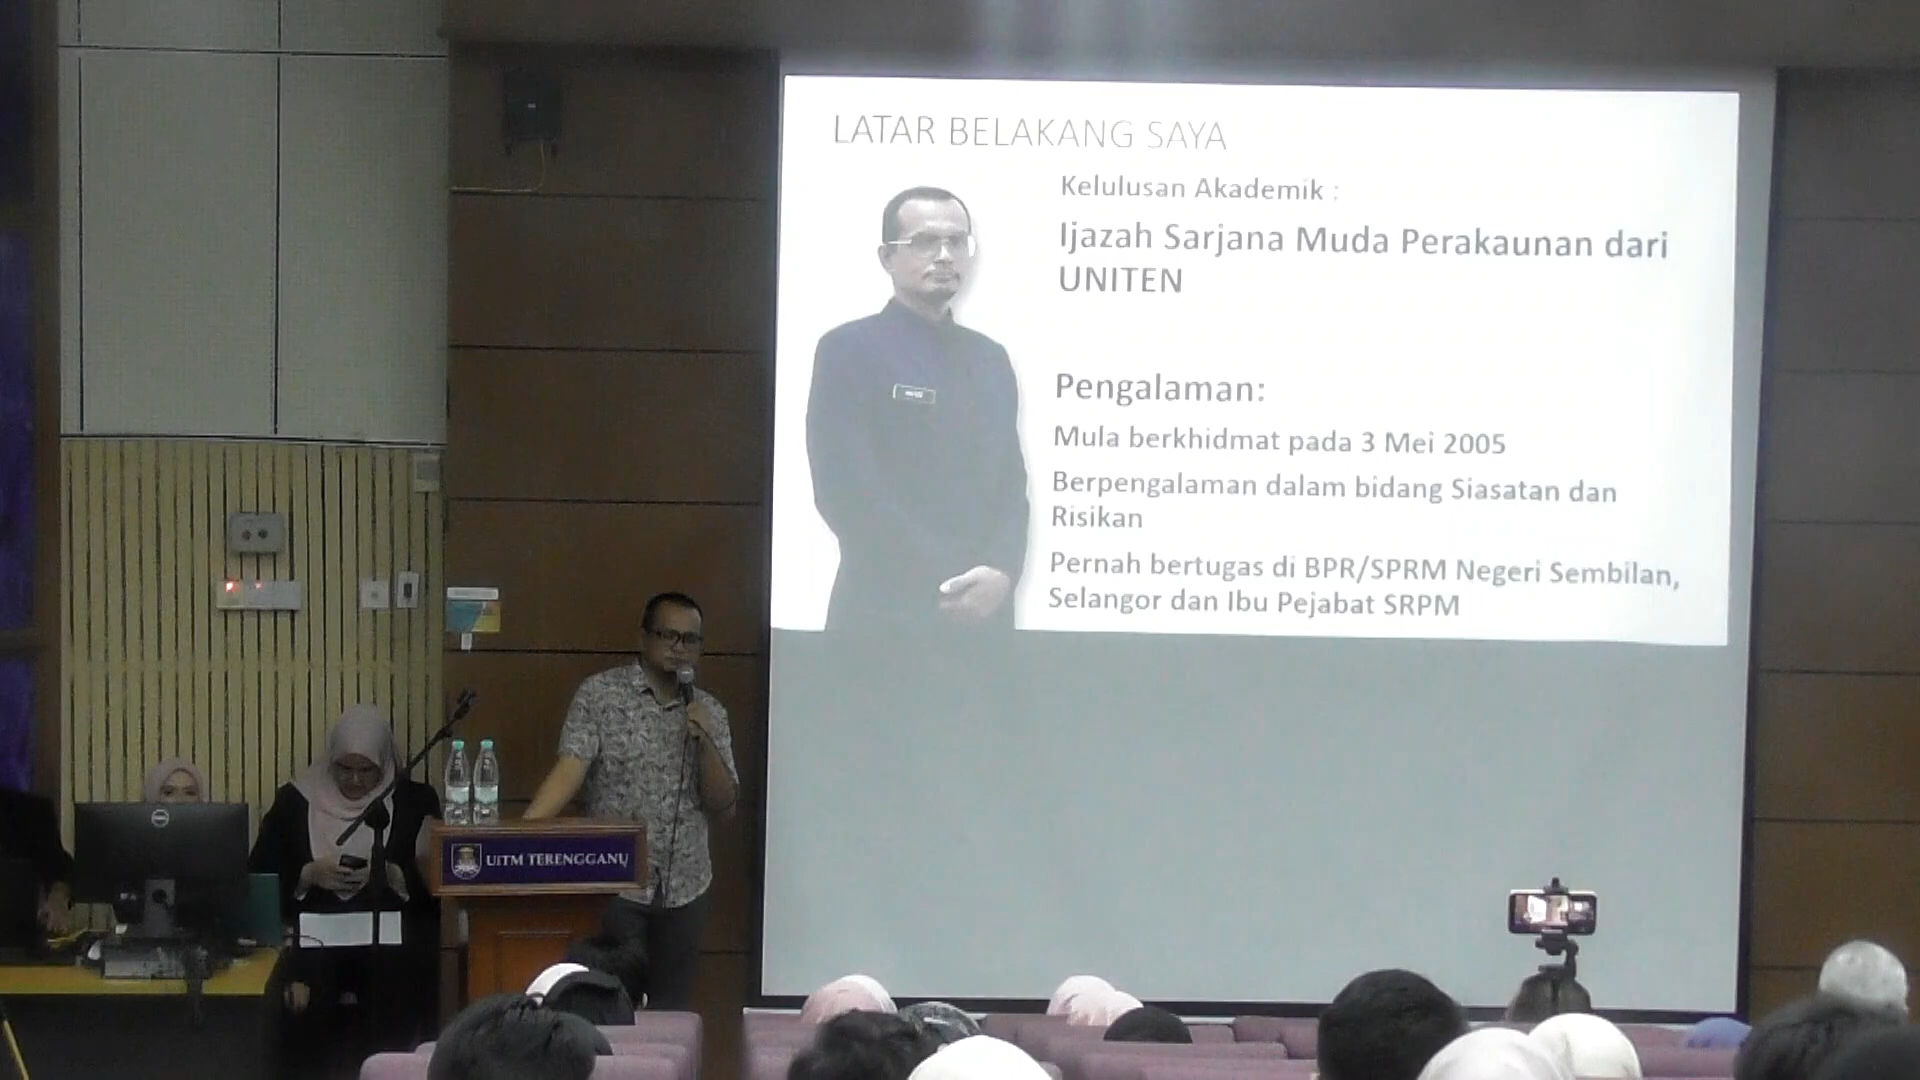 LATAR BELAKANG SAYA
Kelulusan Akademik :
Ijazah Sarjana Muda Perakaunan dari
UNITEN
Pengalaman:
Mula berkhidmat pada 3 Mei 2005
Berpengalaman dalam bidang Siasatan dan
Risikan
Pernah bertugas di BPR/SPRM Negeri Sembilan,
Selangor dan Ibu Pejabat SRPM
UiTM TERENGGANU
DELL